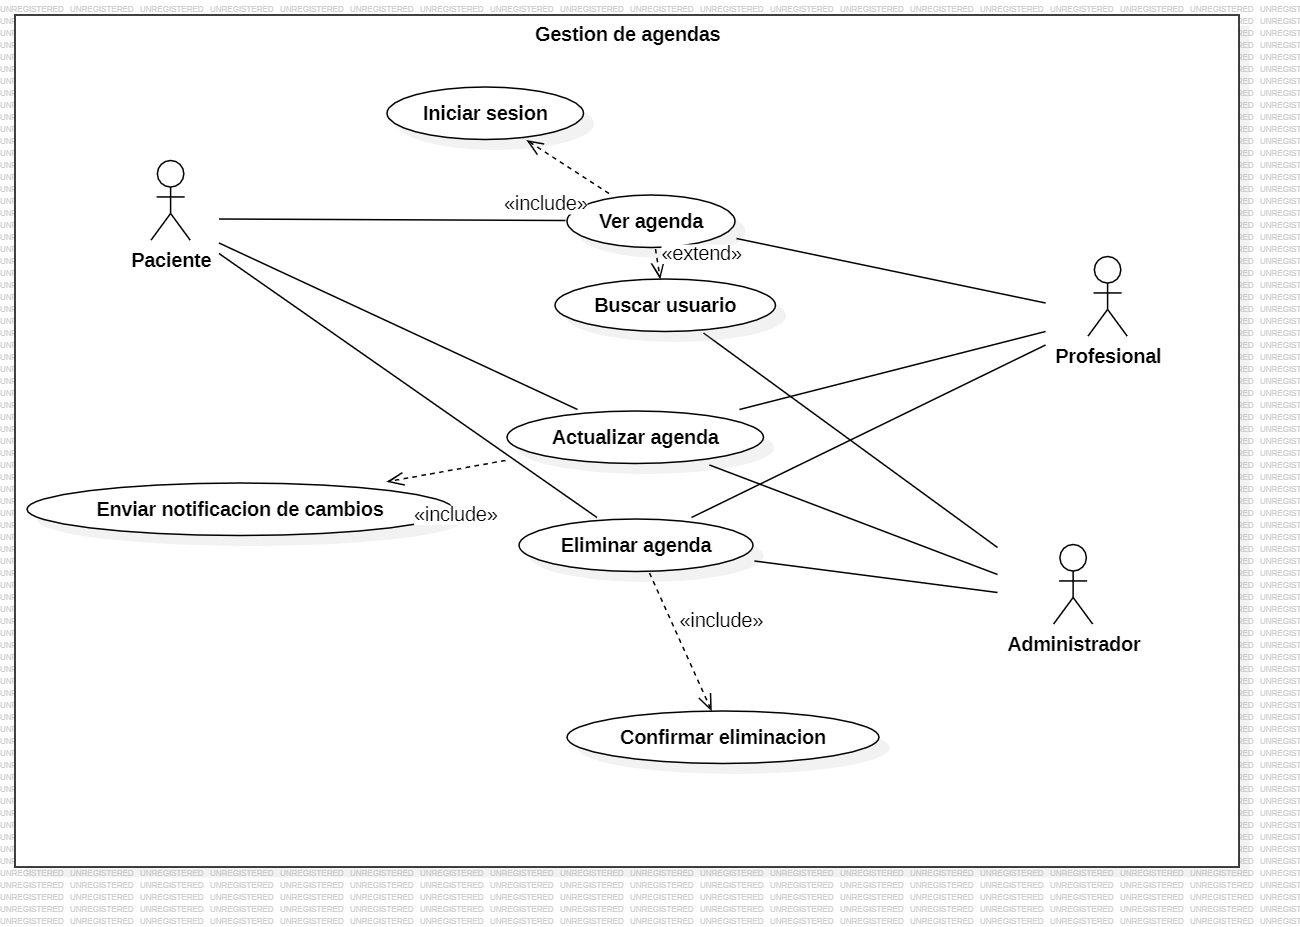 Gestion de agendas
Iniciar sesion
«include»
Ver agenda
«extend»
Paciente
Buscar usuario
Profesional
Actualizar agenda
Enviar notificacion de cambios
«include»
Eliminar agenda
«include»
Administrador
Confirmar eliminacion
UNREGISTERED